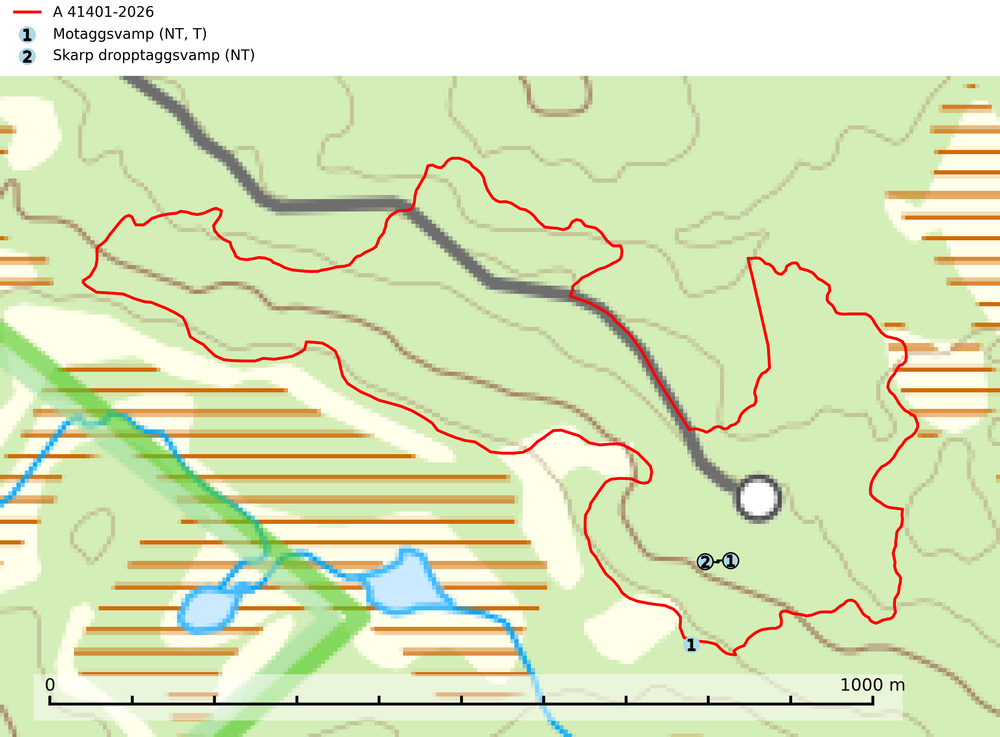 A 41401-2026
1 Motaggsvamp (NT, T)
2 Skarp dropptaggsvamp (NT)
2 1
1
0 1000 m